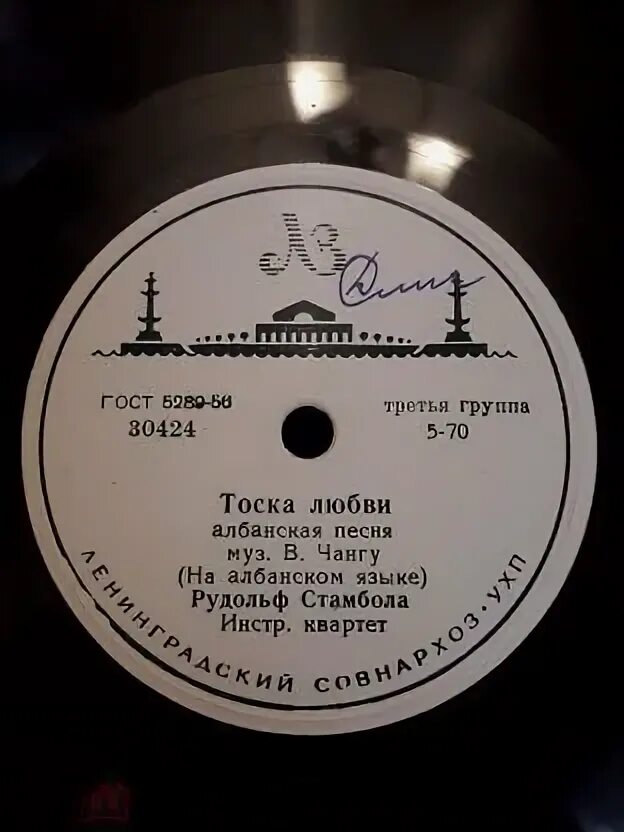 ЛЗ
ГОСТ 5289-56
30424
третья группа
5-70
Тоска любви
албанская песня
муз. В. Чангу
(На албанском языке)
Рудольф Стамбола
Инстр. квартет
ЛЕНИНГРАДСКИЙ СОВНАРХОЗ · УХП